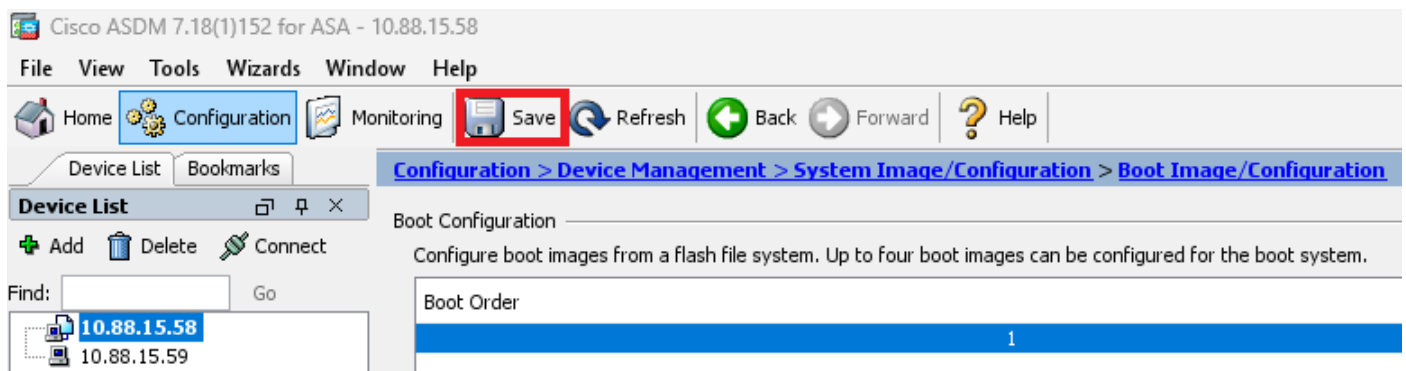 Cisco ASDM 7.18(1)152 for ASA - 10.88.15.58
File View Tools Wizards Window Help
Home Configuration Monitoring Save Refresh Back Forward Help
Device List Bookmarks
Configuration > Device Management > System Image/Configuration > Boot Image/Configuration
Device List
Add Delete Connect
Find: Go
10.88.15.58
10.88.15.59
Boot Configuration
Configure boot images from a flash file system. Up to four boot images can be configured for the boot system.
Boot Order
1